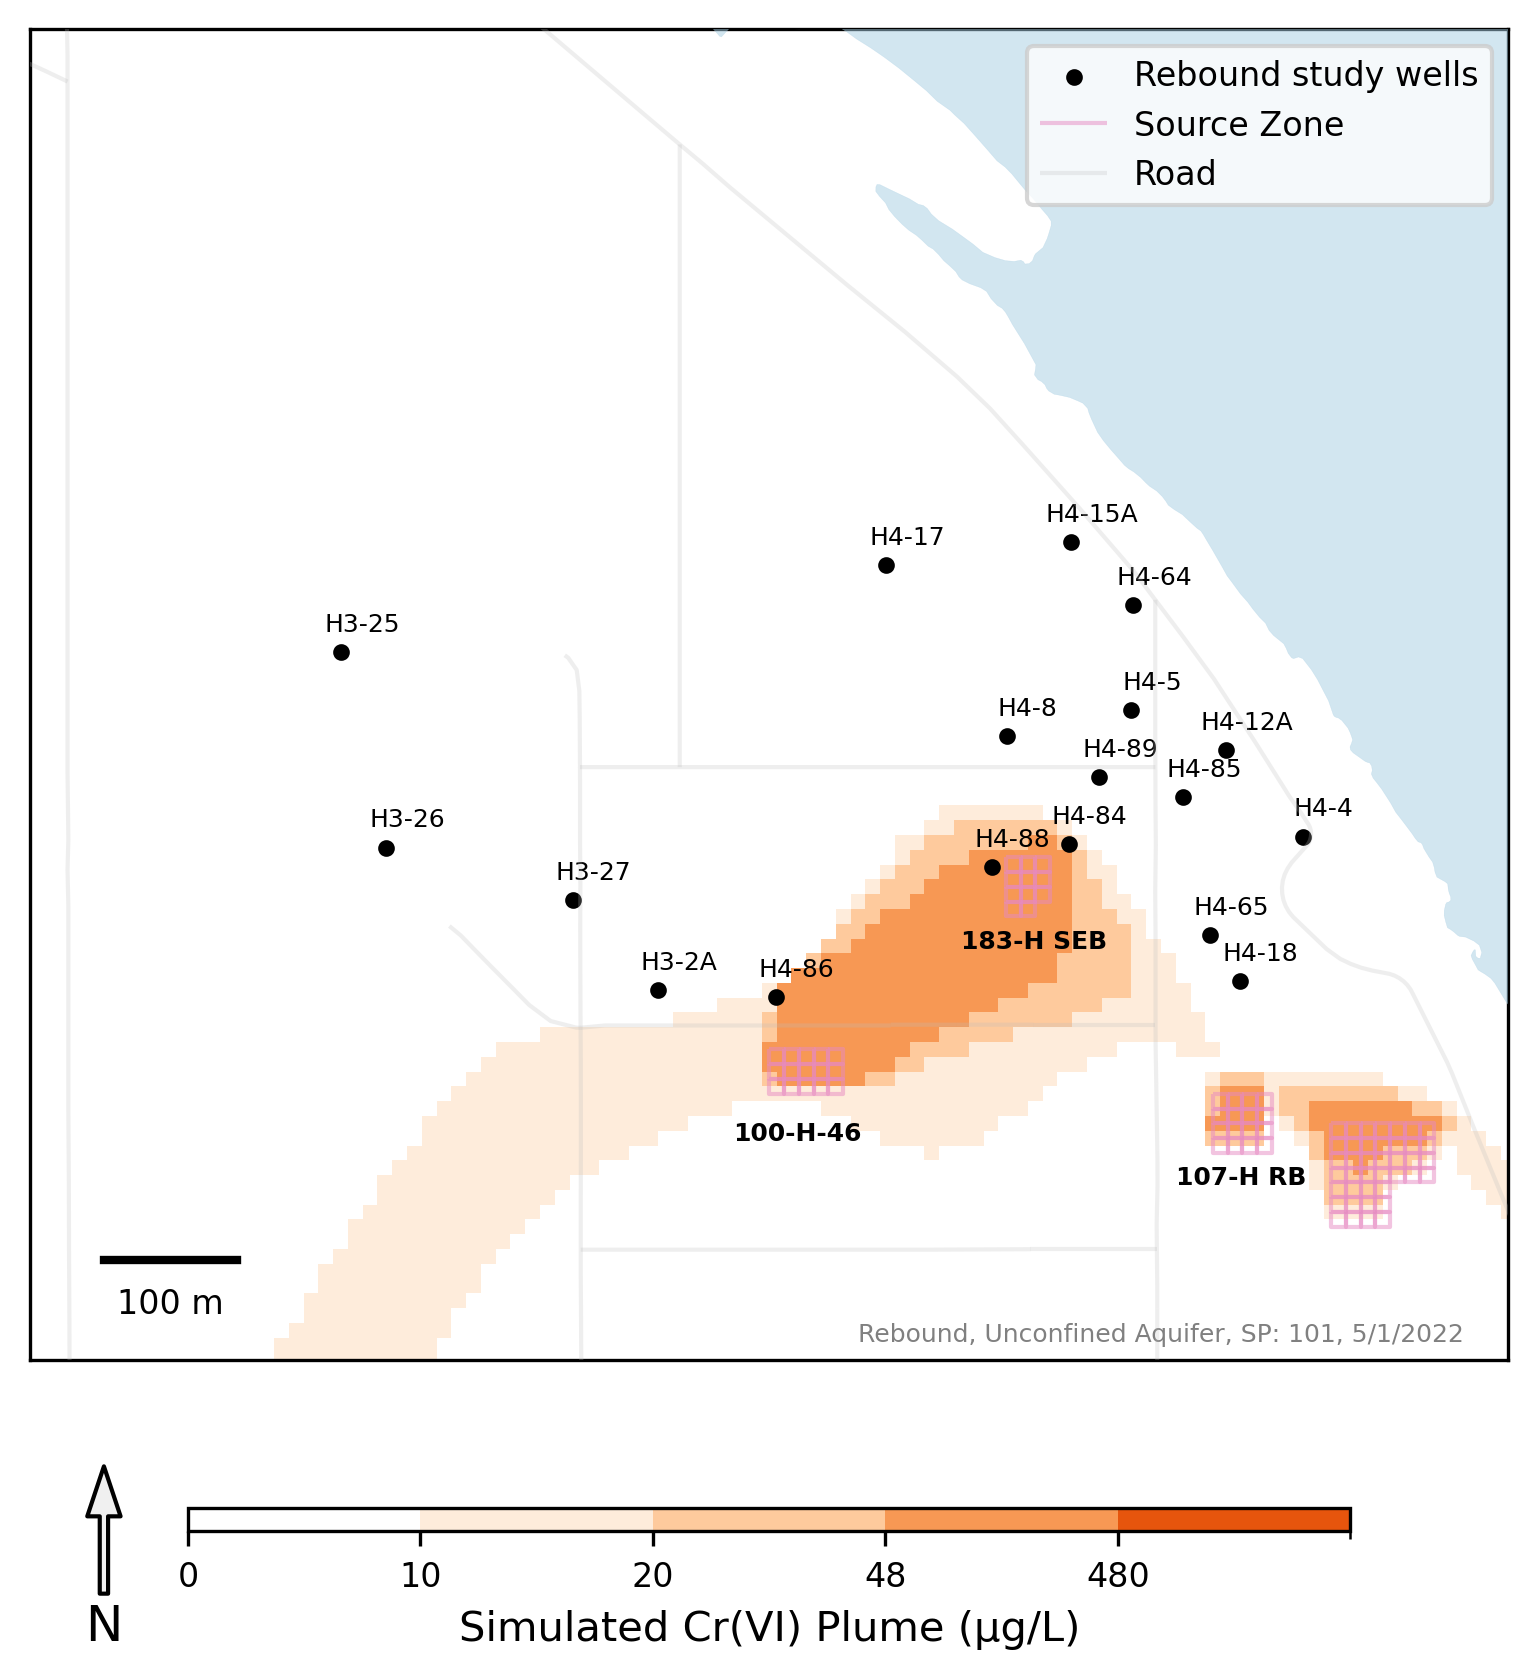 Rebound study wells
Source Zone
Road
H4-15A
H4-17
H4-64
H3-25
H4-5
H4-8
H4-12A
H4-89
H4-85
H4-4
H4-84
H3-26
H4-88
H3-27
H4-65
183-H SEB
H4-18
H3-2A
H4-86
100-H-46
107-H RB
100 m
Rebound, Unconfined Aquifer, SP: 101, 5/1/2022
0 10 20 48 480
N
Simulated Cr(VI) Plume (µg/L)